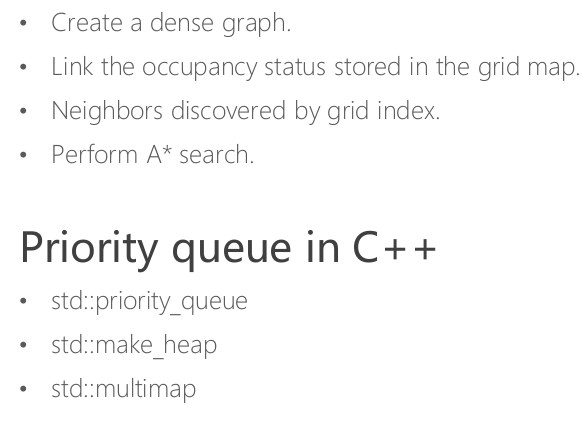 • Create a dense graph.
• Link the occupancy status stored in the grid map.
• Neighbors discovered by grid index.
• Perform A* search.
Priority queue in C++
• std::priority_queue
• std::make_heap
• std::multimap